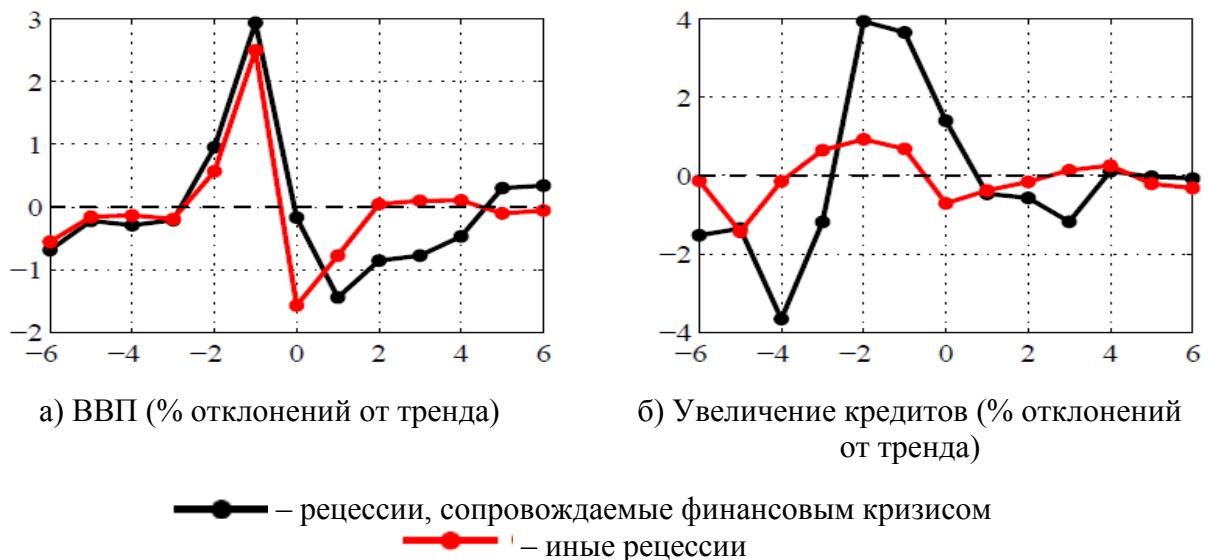 3
2
1
0
−1
−2
−6 −4 −2 0 2 4 6
4
2
0
−2
−4
−6 −4 −2 0 2 4 6
а) ВВП (% отклонений от тренда)
б) Увеличение кредитов (% отклонений
от тренда)
– рецессии, сопровождаемые финансовым кризисом
– иные рецессии